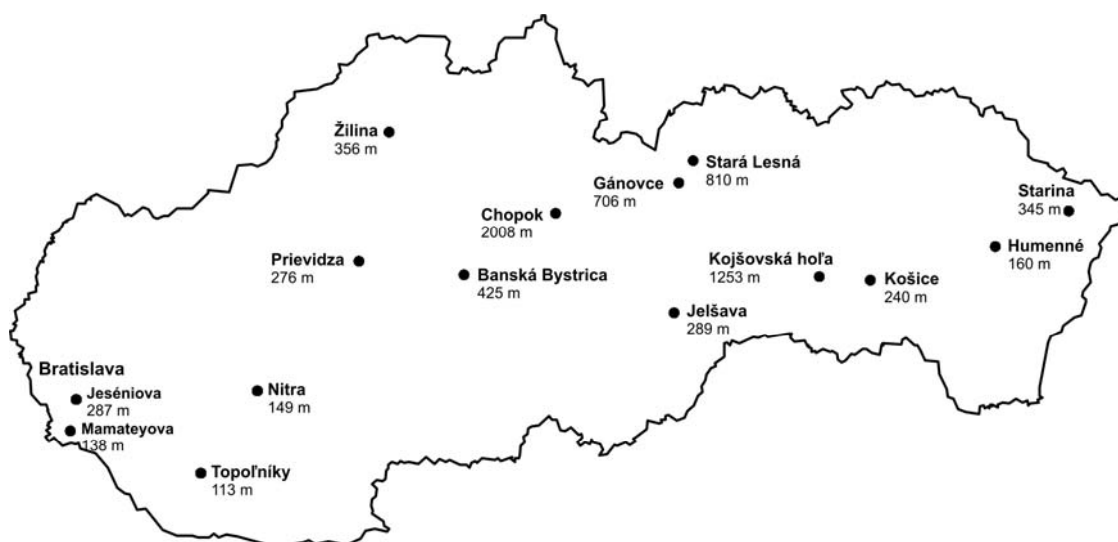 Žilina
356 m
Stará Lesná
810 m
Gánovce
706 m
Starina
345 m
Chopok
2008 m
Humenné
160 m
Prievidza
276 m
Banská Bystrica
425 m
Kojšovská hoľa
1253 m
Košice
240 m
Jelšava
289 m
Bratislava
Jeséniova
287 m
Nitra
149 m
Mamateyova
138 m
Topoľníky
113 m